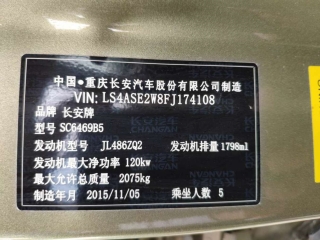 中国•重庆长安汽车股份有限公司制造
VIN: LS4ASE2W8FJ174108
品牌 长安牌
型号 SC6469B5
发动机型号 JL486ZQ2 发动机排量 1798ml
发动机最大净功率 120kw
最大允许总质量 2075kg
制造年月 2015/11/05 乘坐人数 5